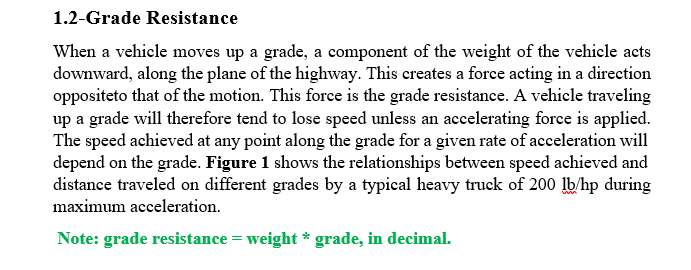 1.2-Grade Resistance
When a vehicle moves up a grade, a component of the weight of the vehicle acts
downward, along the plane of the highway. This creates a force acting in a direction
oppositeto that of the motion. This force is the grade resistance. A vehicle traveling
up a grade will therefore tend to lose speed unless an accelerating force is applied.
The speed achieved at any point along the grade for a given rate of acceleration will
depend on the grade. Figure 1 shows the relationships between speed achieved and
distance traveled on different grades by a typical heavy truck of 200 lb/hp during
maximum acceleration.
Note: grade resistance = weight * grade, in decimal.